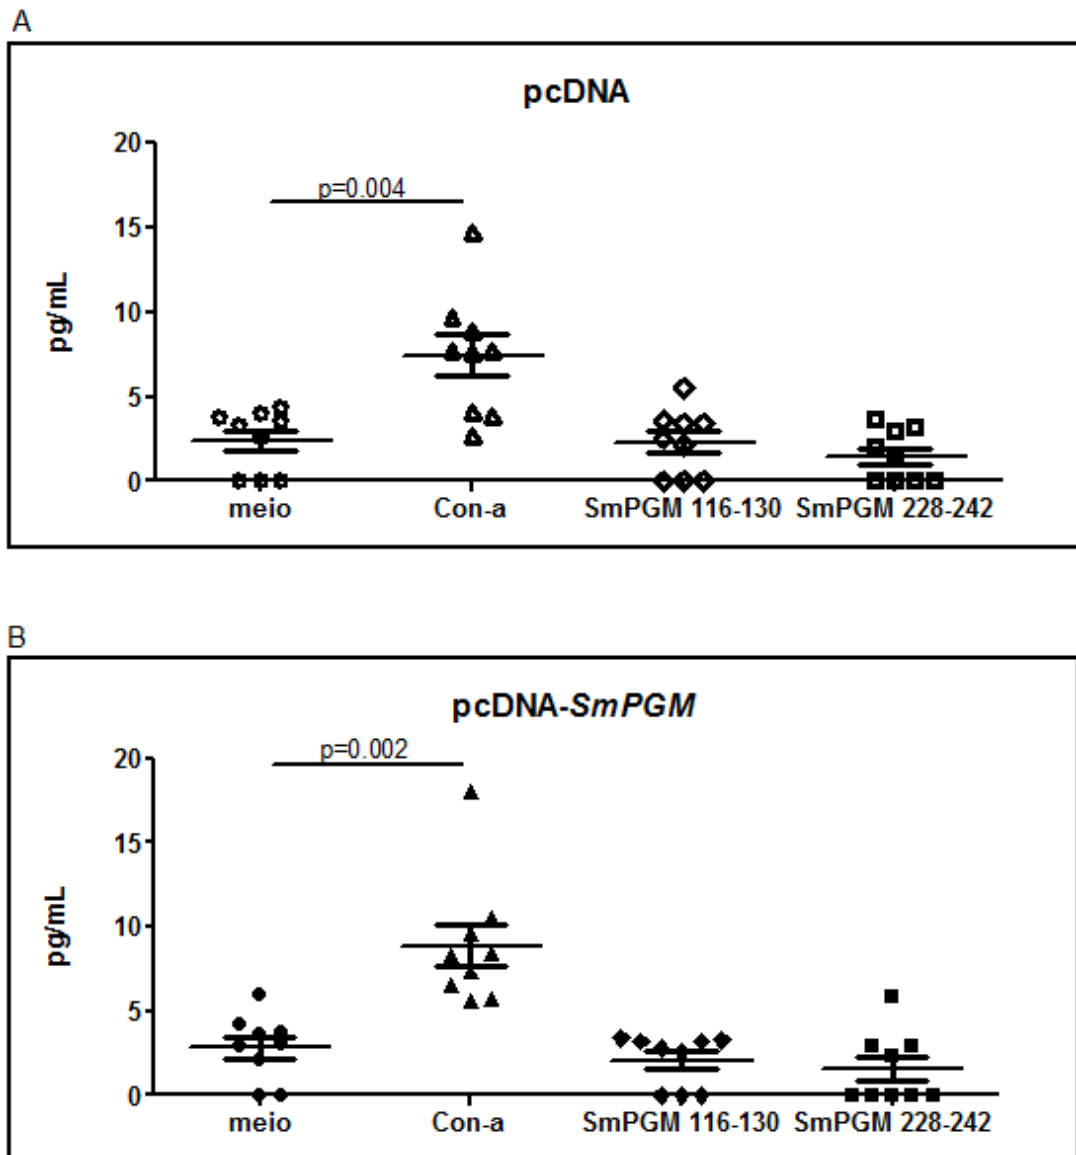 A
pcDNA
20
p=0.004
15
pg/mL
10
5
0
meio Con-a SmPGM 116-130 SmPGM 228-242
B
pcDNA-SmPGM
20
p=0.002
15
pg/mL
10
5
0
meio Con-a SmPGM 116-130 SmPGM 228-242